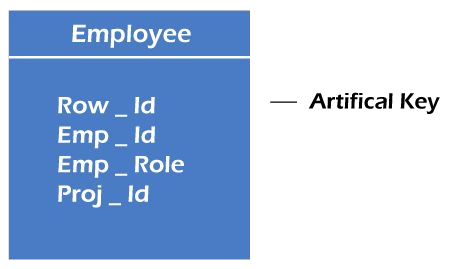 Employee
Row _ Id
Artifical Key
Emp _ Id
Emp _ Role
Proj _ Id